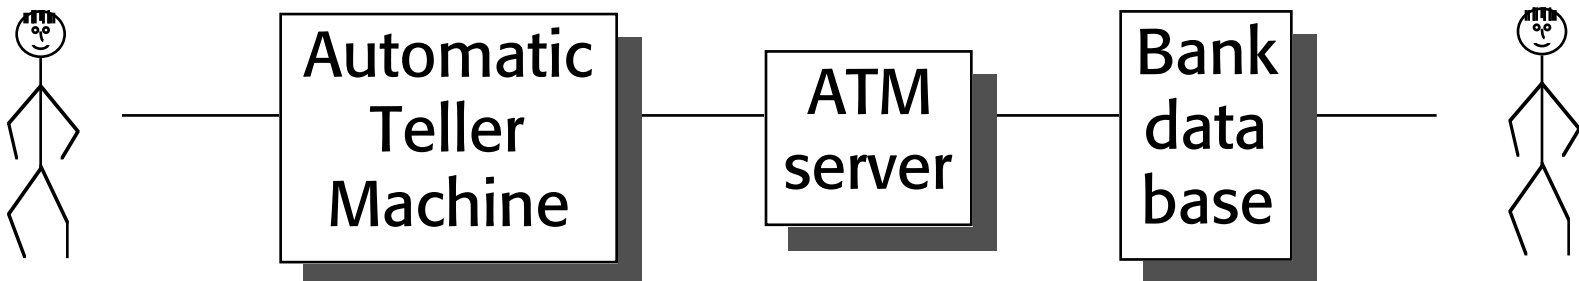 Automatic
Teller
Machine
ATM
server
Bank
data
base